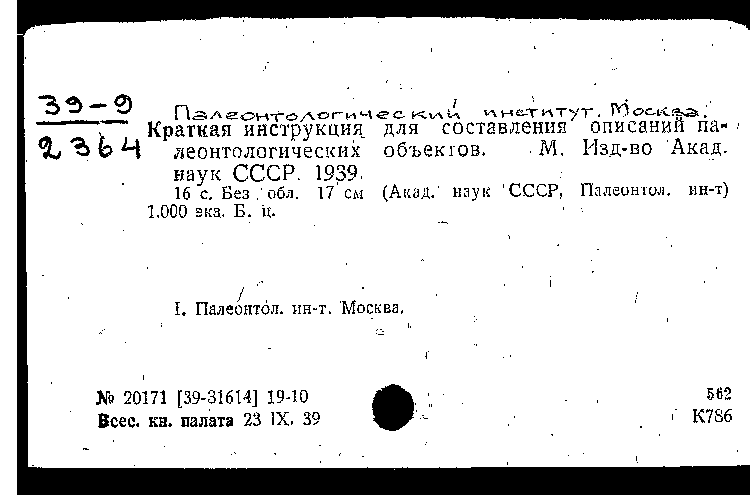 39-9
2364
Палеонтологический институт. Москва.
Краткая инструкция для составления описаний па-
леонтологических объектов. М. Изд-во Акад.
наук СССР. 1939.
16 с. Без обл. 17 см (Акад. наук СССР, Палеонтол. ин-т)
1.000 экз. Б. ц.
I. Палеонтол. ин-т. Москва.
№ 20171 [39-31614] 19-10
Всес. кн. палата 23 IX. 39
562
К786